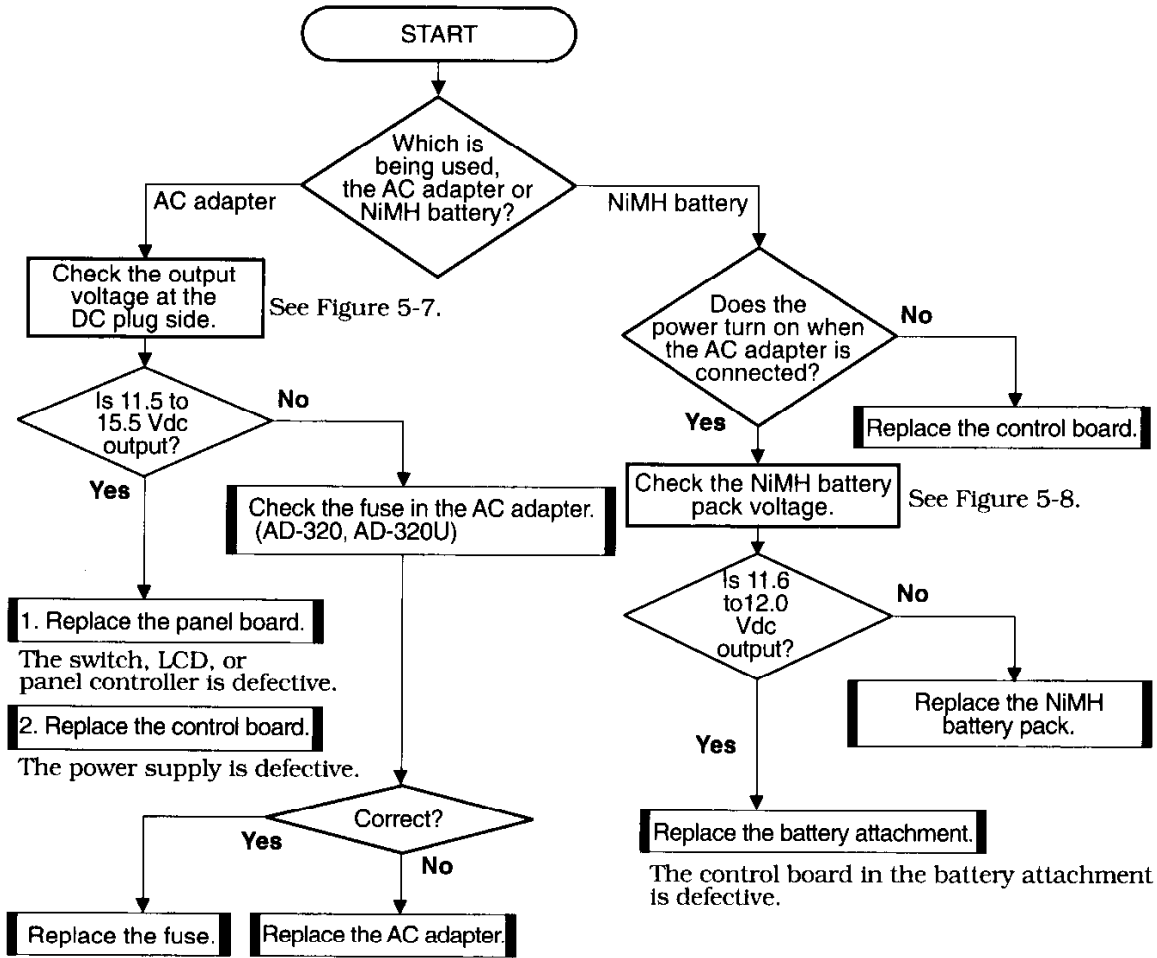 START
Which is
being used,
the AC adapter or
NiMH battery?
AC adapter
NiMH battery
Check the output
voltage at the
DC plug side.
See Figure 5-7.
Does the
power turn on when
the AC adapter is
connected?
No
Yes
Replace the control board.
Is 11.5 to
15.5 Vdc
output?
No
Yes
Check the fuse in the AC adapter.
(AD-320, AD-320U)
Check the NiMH battery
pack voltage.
See Figure 5-8.
Is 11.6
to12.0
Vdc
output?
No
Yes
1. Replace the panel board.
The switch, LCD, or
panel controller is defective.
2. Replace the control board.
The power supply is defective.
Replace the NiMH
battery pack.
Correct?
Yes
No
Replace the battery attachment.
The control board in the battery attachment
is defective.
Replace the fuse.
Replace the AC adapter.